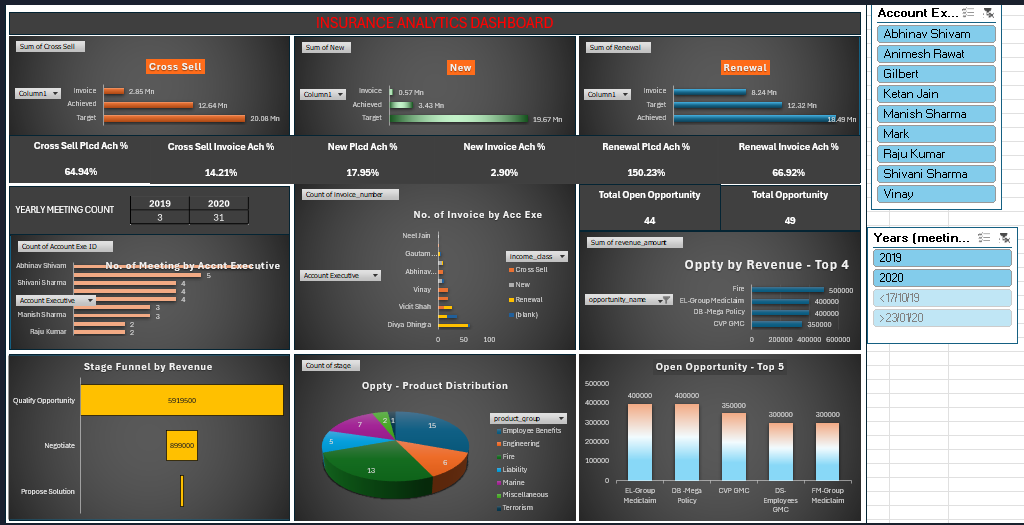 INSURANCE ANALYTICS DASHBOARD
Sum of Cross Sell
Cross Sell
Column1
Invoice 2.85 Mn
Achieved 12.64 Mn
Target 20.08 Mn
Sum of New
New
Column1
Invoice 0.57 Mn
Achieved 3.43 Mn
Target 19.67 Mn
Sum of Renewal
Renewal
Column1
Invoice 8.24 Mn
Target 12.32 Mn
Achieved 18.49 Mn
Cross Sell Plcd Ach % Cross Sell Invoice Ach % New Plcd Ach % New Invoice Ach % Renewal Plcd Ach % Renewal Invoice Ach %
64.94% 14.21% 17.95% 2.90% 150.23% 66.92%
YEARLY MEETING COUNT
2019 2020
3 31
Count of Account Exe ID
No. of Meeting by Accnt Executive
Account Executive
Abhinav Shivam
5
Shivani Sharma 4
4
4
3
Manish Sharma 3
2
Raju Kumar 2
Count of invoice_number
No. of Invoice by Acc Exe
Account Executive
Neel Jain
Gautam...
Abhinav...
Vinay
Vidit Shah
Divya Dhingra
0 50 100
income_class
Cross Sell
New
Renewal
(blank)
Total Open Opportunity Total Opportunity
44 49
Sum of revenue_amount
Oppty by Revenue - Top 4
opportunity_name
Fire 500000
EL-Group Mediclaim 400000
DB -Mega Policy 400000
CVP GMC 350000
0 200000 400000 600000
Stage Funnel by Revenue
Qualify Opportunity 5919500
Negotiate 899000
Propose Solution
Count of stage
Oppty - Product Distribution
15
6
13
5
7
2
1
product_group
Employee Benefits
Engineering
Fire
Liability
Marine
Miscellaneous
Terrorism
Open Opportunity - Top 5
500000
400000
300000
200000
100000
0
400000 400000 350000 300000 300000
EL-Group Mediclaim
DB -Mega Policy
CVP GMC
DS-Employees GMC
FM-Group Mediclaim
Account Ex...
Abhinav Shivam
Animesh Rawat
Gilbert
Ketan Jain
Manish Sharma
Mark
Raju Kumar
Shivani Sharma
Vinay
Years (meetin...
2019
2020
<17/10/19
>23/01/20